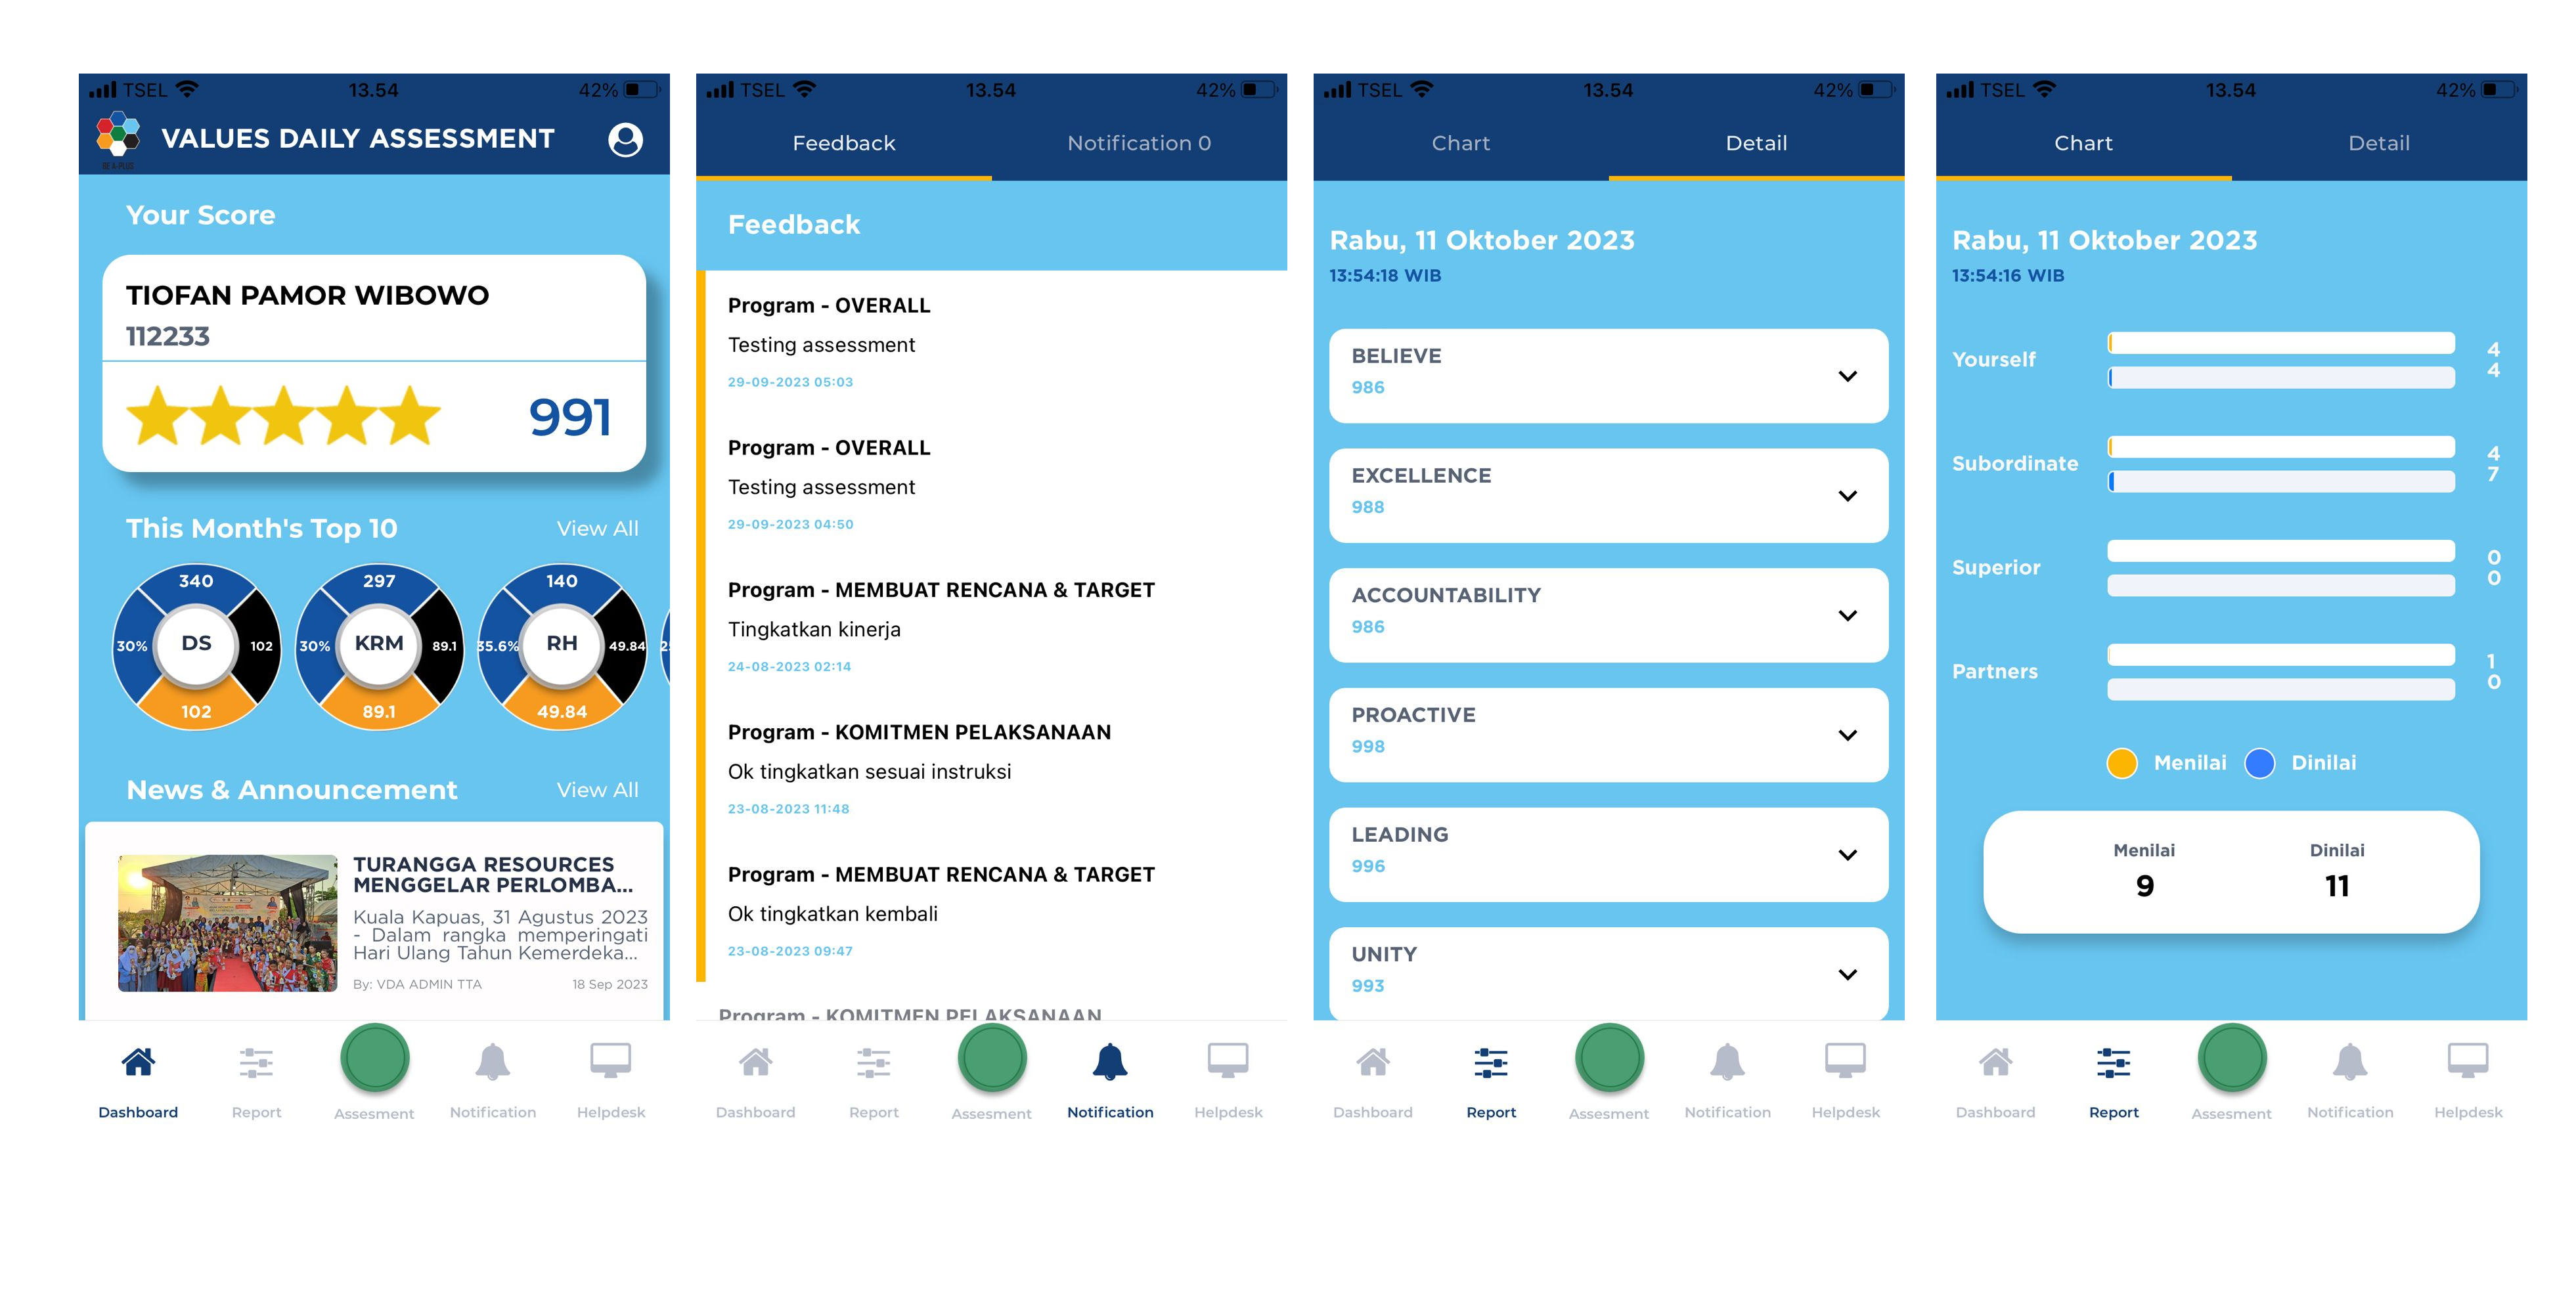 TSEL 13.54 42%
VALUES DAILY ASSESSMENT
BE A PLUS
Your Score
TIOFAN PAMOR WIBOWO
112233
991
This Month's Top 10 View All
340
30% DS 102
102
297
30% KRM 89.1
89.1
140
35.6% RH 49.84
49.84
News & Announcement View All
TURANGGA RESOURCES
MENGGELAR PERLOMBA...
Kuala Kapuas, 31 Agustus 2023
- Dalam rangka memperingati
Hari Ulang Tahun Kemerdeka...
By: VDA ADMIN TTA 18 Sep 2023
Dashboard Report Assesment Notification Helpdesk
TSEL 13.54 42%
Feedback Notification 0
Feedback
Program - OVERALL
Testing assessment
29-09-2023 05:03
Program - OVERALL
Testing assessment
29-09-2023 04:50
Program - MEMBUAT RENCANA & TARGET
Tingkatkan kinerja
24-08-2023 02:14
Program - KOMITMEN PELAKSANAAN
Ok tingkatkan sesuai instruksi
23-08-2023 11:48
Program - MEMBUAT RENCANA & TARGET
Ok tingkatkan kembali
23-08-2023 09:47
Program - KOMITMEN PELAKSANAAN
Dashboard Report Assesment Notification Helpdesk
TSEL 13.54 42%
Chart Detail
Rabu, 11 Oktober 2023
13:54:18 WIB
BELIEVE
986
EXCELLENCE
988
ACCOUNTABILITY
986
PROACTIVE
998
LEADING
996
UNITY
993
Dashboard Report Assesment Notification Helpdesk
TSEL 13.54 42%
Chart Detail
Rabu, 11 Oktober 2023
13:54:16 WIB
Yourself 4
4
Subordinate 4
7
Superior 0
0
Partners 1
0
Menilai Dinilai
Menilai Dinilai
9 11
Dashboard Report Assesment Notification Helpdesk